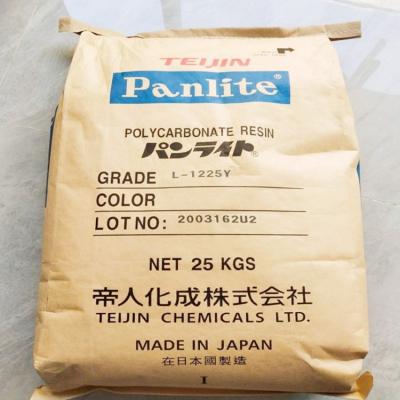 TEIJIN
Panlite®
POLYCARBONATE RESIN
パンライト®
GRADE L-1225Y
COLOR
LOT NO: 2003162U2
NET 25 KGS
帝人化成株式会社
TEIJIN CHEMICALS LTD.
MADE IN JAPAN
在日本國製造
I